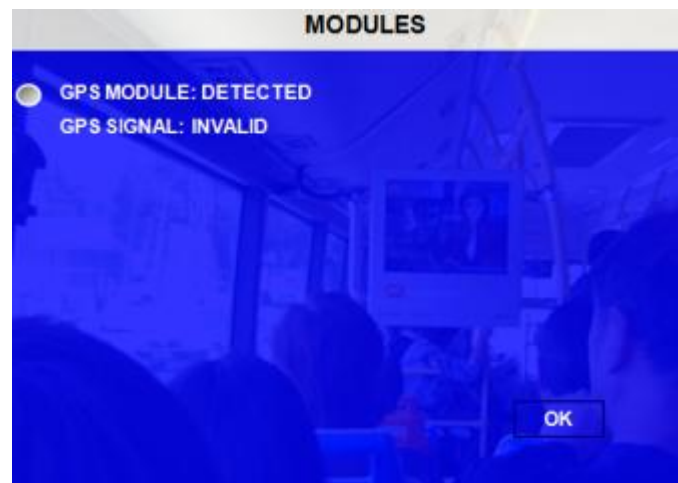 MODULES
GPS MODULE: DETECTED
GPS SIGNAL: INVALID
OK